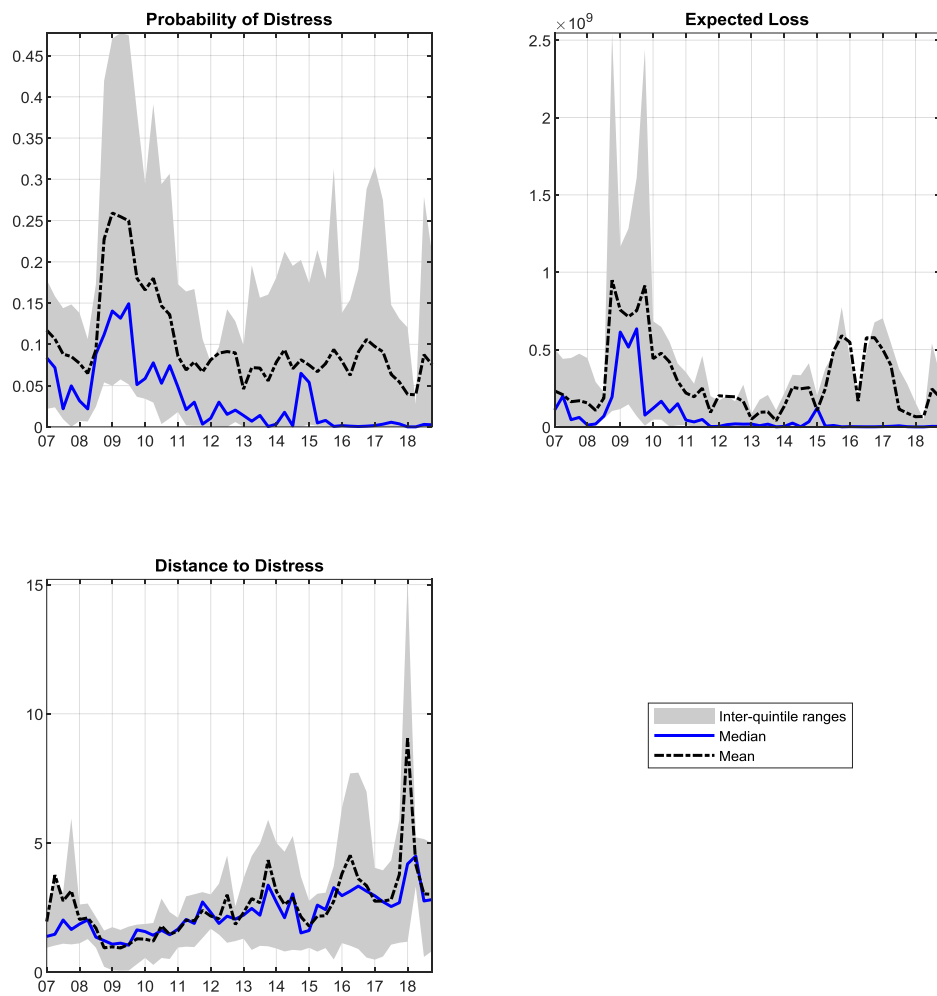 Probability of Distress
0.45
0.4
0.35
0.3
0.25
0.2
0.15
0.1
0.05
0
07 08 09 10 11 12 13 14 15 16 17 18
Expected Loss
×10^9
2.5
2
1.5
1
0.5
0
07 08 09 10 11 12 13 14 15 16 17 18
Distance to Distress
15
10
5
0
07 08 09 10 11 12 13 14 15 16 17 18
Inter-quintile ranges
Median
Mean